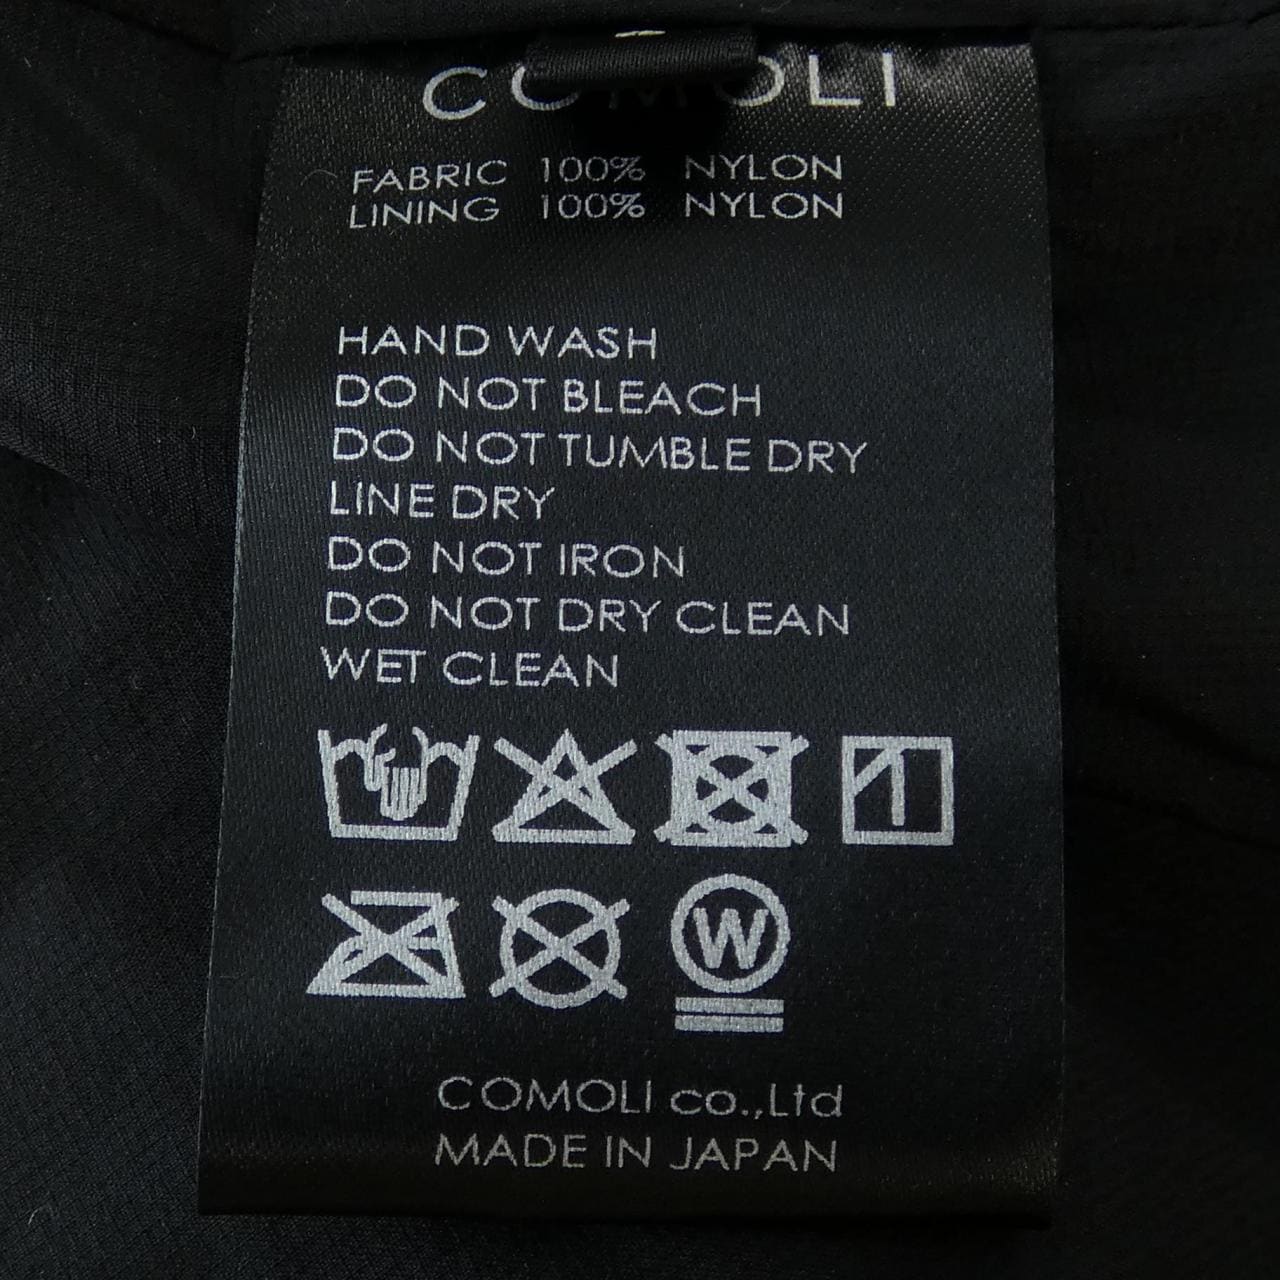 COMOLI
FABRIC 100% NYLON
LINING 100% NYLON
HAND WASH
DO NOT BLEACH
DO NOT TUMBLE DRY
LINE DRY
DO NOT IRON
DO NOT DRY CLEAN
WET CLEAN
W
COMOLI co.,Ltd
MADE IN JAPAN